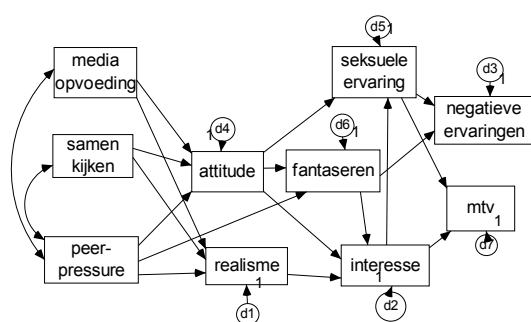 media
opvoeding
samen
kijken
peer-
pressure
d4
1
attitude
realisme
1
d1
d6
1
fantaseren
d5
1
seksuele
ervaring
interesse
1
d2
d3
1
negatieve
ervaringen
mtv
1
d7